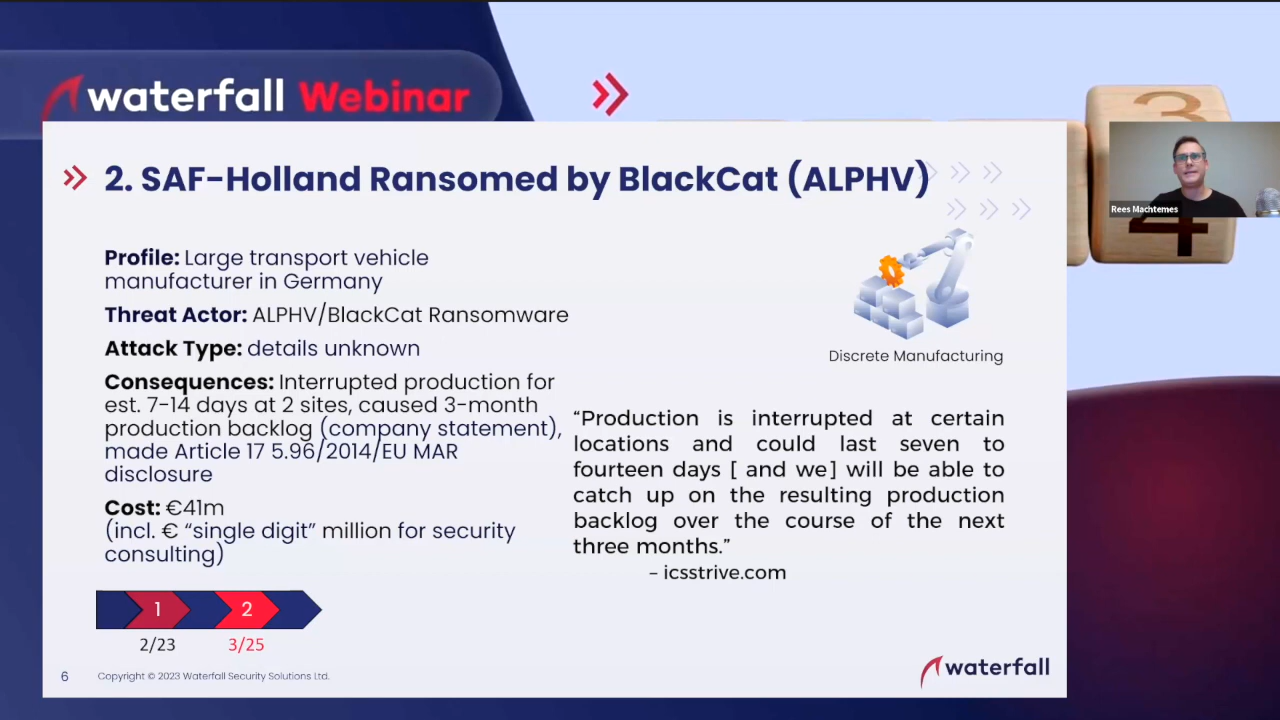 waterfall Webinar
3
2. SAF-Holland Ransomed by BlackCat (ALPHV)
Rees Machtemes
4
Profile: Large transport vehicle
manufacturer in Germany
Threat Actor: ALPHV/BlackCat Ransomware
Attack Type: details unknown
Discrete Manufacturing
Consequences: Interrupted production for
est. 7-14 days at 2 sites, caused 3-month
production backlog (company statement),
made Article 17 5.96/2014/EU MAR
disclosure
Cost: €41m
(incl. € “single digit” million for security
consulting)
“Production is interrupted at certain
locations and could last seven to
fourteen days [ and we] will be able to
catch up on the resulting production
backlog over the course of the next
three months.”
– icsstrive.com
1
2
2/23
3/25
6
Copyright © 2023 Waterfall Security Solutions Ltd.
waterfall